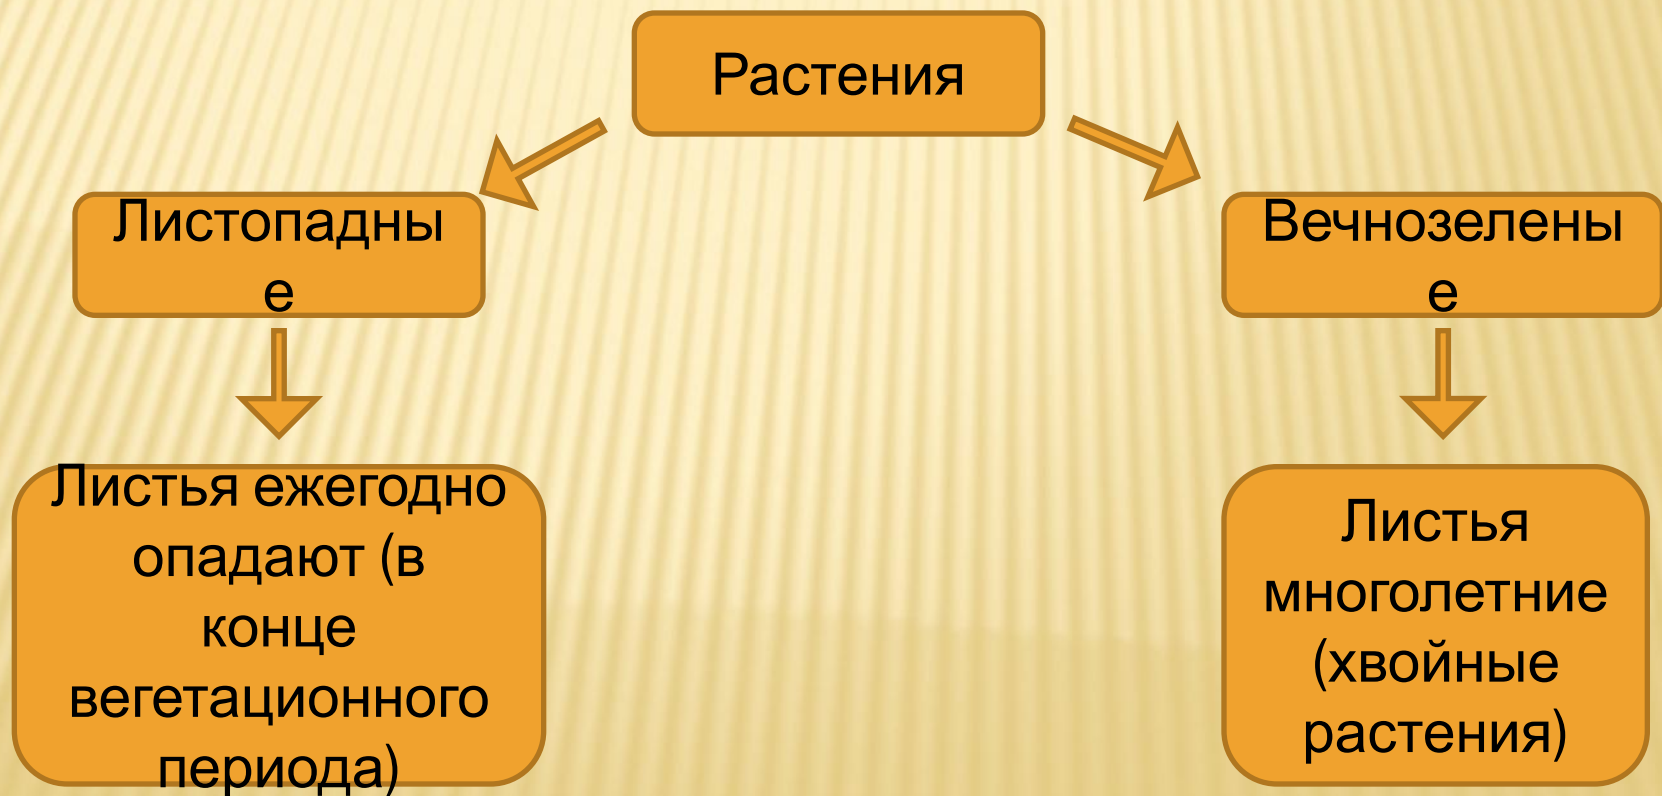 Растения
Листопадны
е
Вечнозелены
е
Листья ежегодно
опадают (в
конце
вегетационного
периода)
Листья
многолетние
(хвойные
растения)